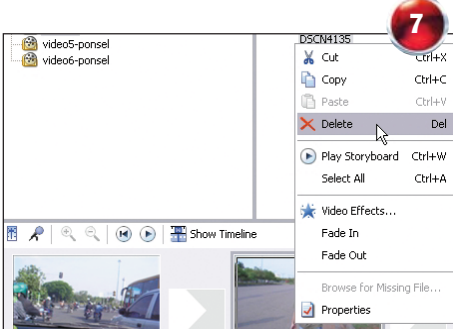 7
video5-ponsel
video6-ponsel
DSCN4135
Cut Ctrl+X
Copy Ctrl+C
Paste Ctrl+V
Delete Del
Play Storyboard Ctrl+W
Select All Ctrl+A
Video Effects...
Fade In
Fade Out
Browse for Missing File...
Properties
Show Timeline